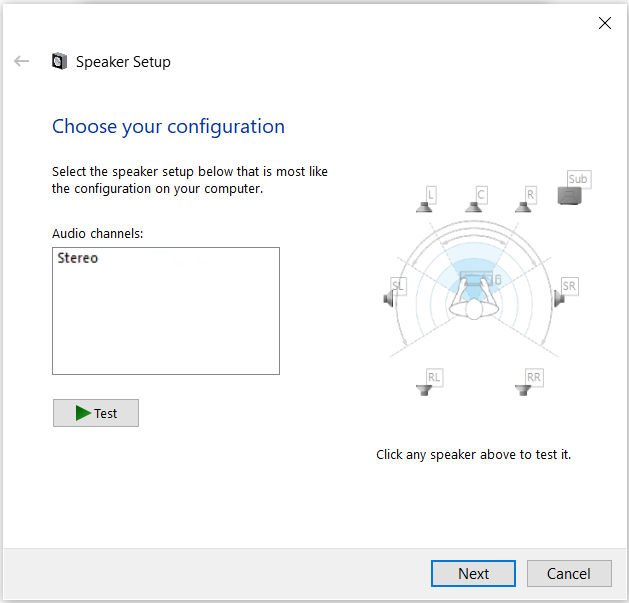 Speaker Setup
Choose your configuration
Select the speaker setup below that is most like
the configuration on your computer.
Audio channels:
Stereo
Test
Sub
L
C
R
SL
SR
RL
RR
Click any speaker above to test it.
Next
Cancel